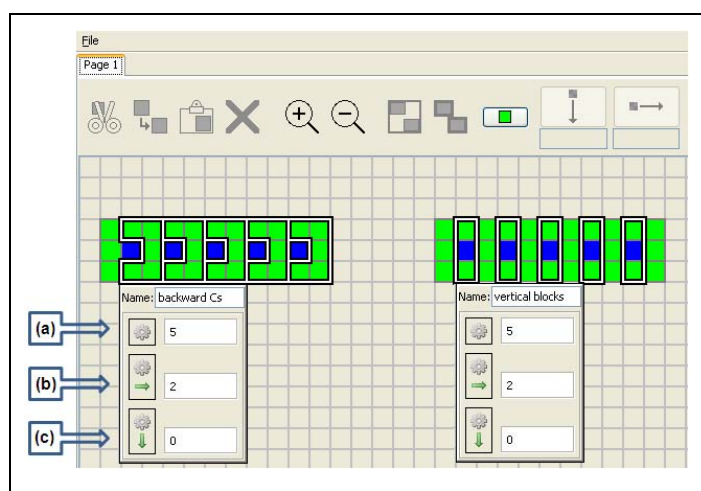 File
Page 1
Name: backward Cs
Name: vertical blocks
(a)
5
5
(b)
2
2
(c)
0
0